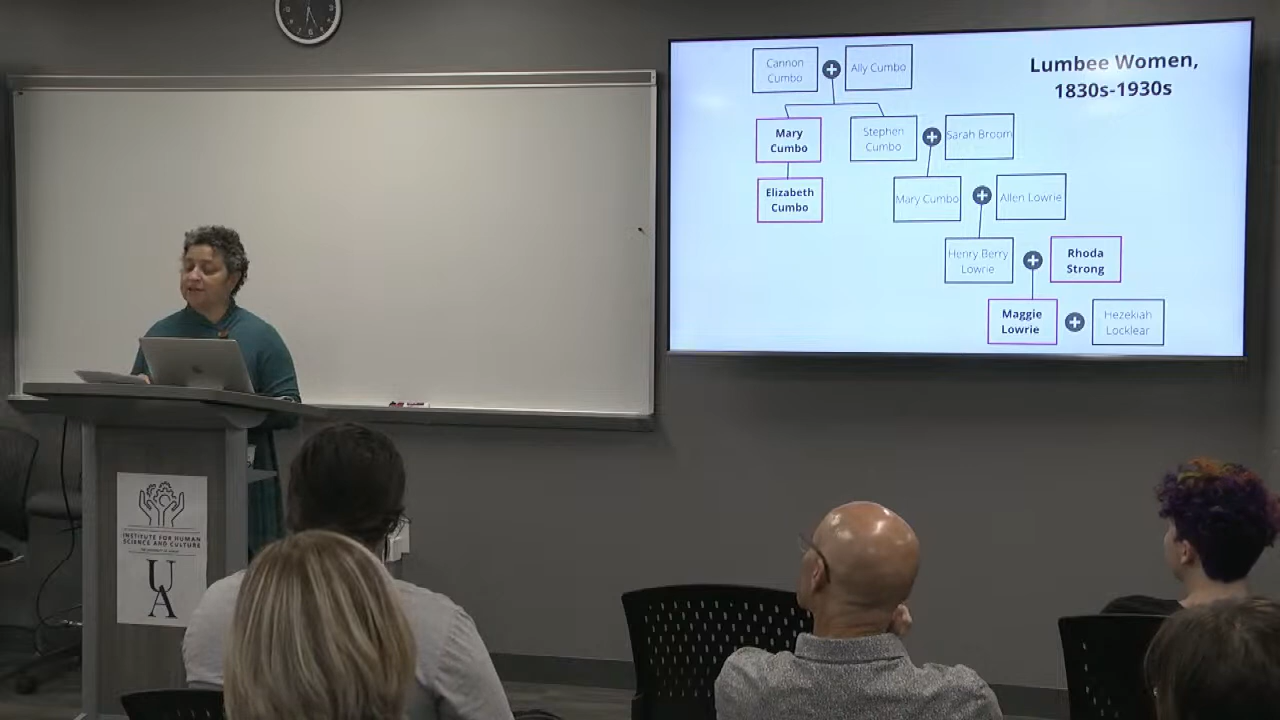 Lumbee Women,
1830s-1930s
Cannon
Cumbo
Ally Cumbo
Mary
Cumbo
Stephen
Cumbo
Sarah Broom
Elizabeth
Cumbo
Mary Cumbo
Allen Lowrie
Henry Berry
Lowrie
Rhoda
Strong
Maggie
Lowrie
Hezekiah
Locklear
INSTITUTE FOR HUMAN
SCIENCE AND CULTURE
UA